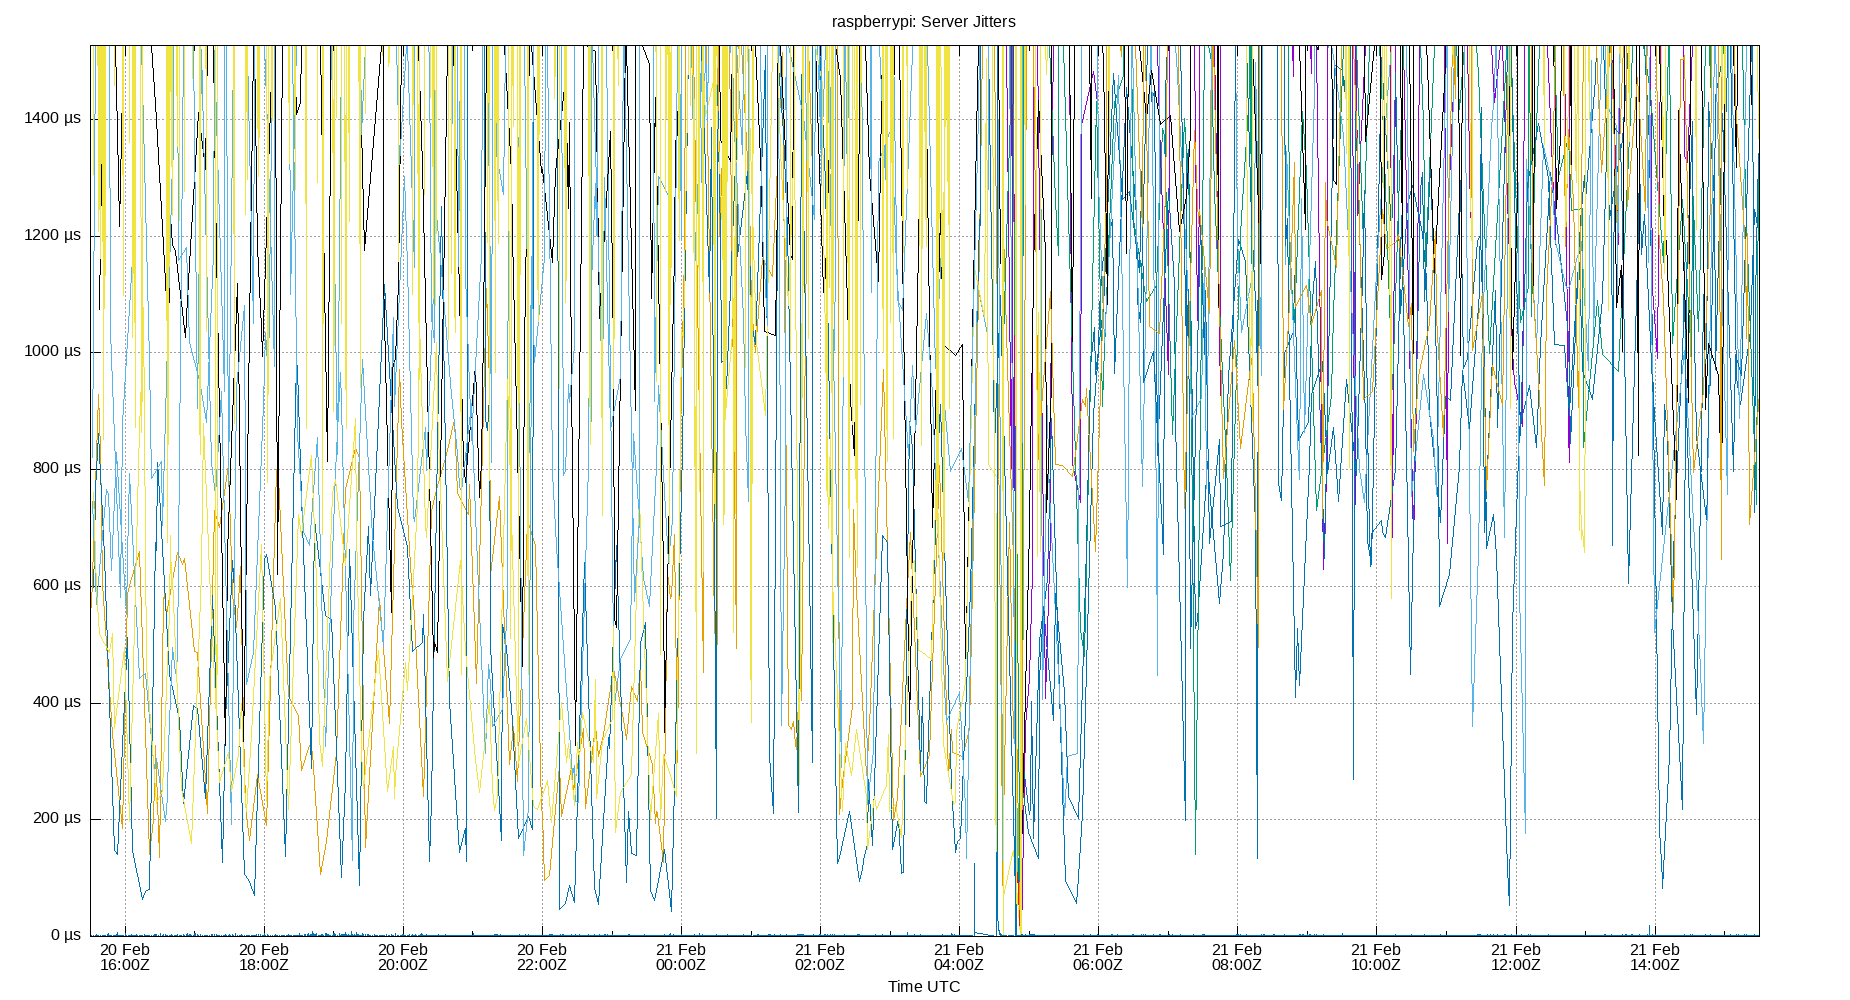 raspberrypi: Server Jitters
1400 µs
1200 µs
1000 µs
800 µs
600 µs
400 µs
200 µs
0 µs
20 Feb 20 Feb 20 Feb 20 Feb 21 Feb 21 Feb 21 Feb 21 Feb 21 Feb 21 Feb 21 Feb 21 Feb
16:00Z 18:00Z 20:00Z 22:00Z 00:00Z 02:00Z 04:00Z 06:00Z 08:00Z 10:00Z 12:00Z 14:00Z
Time UTC